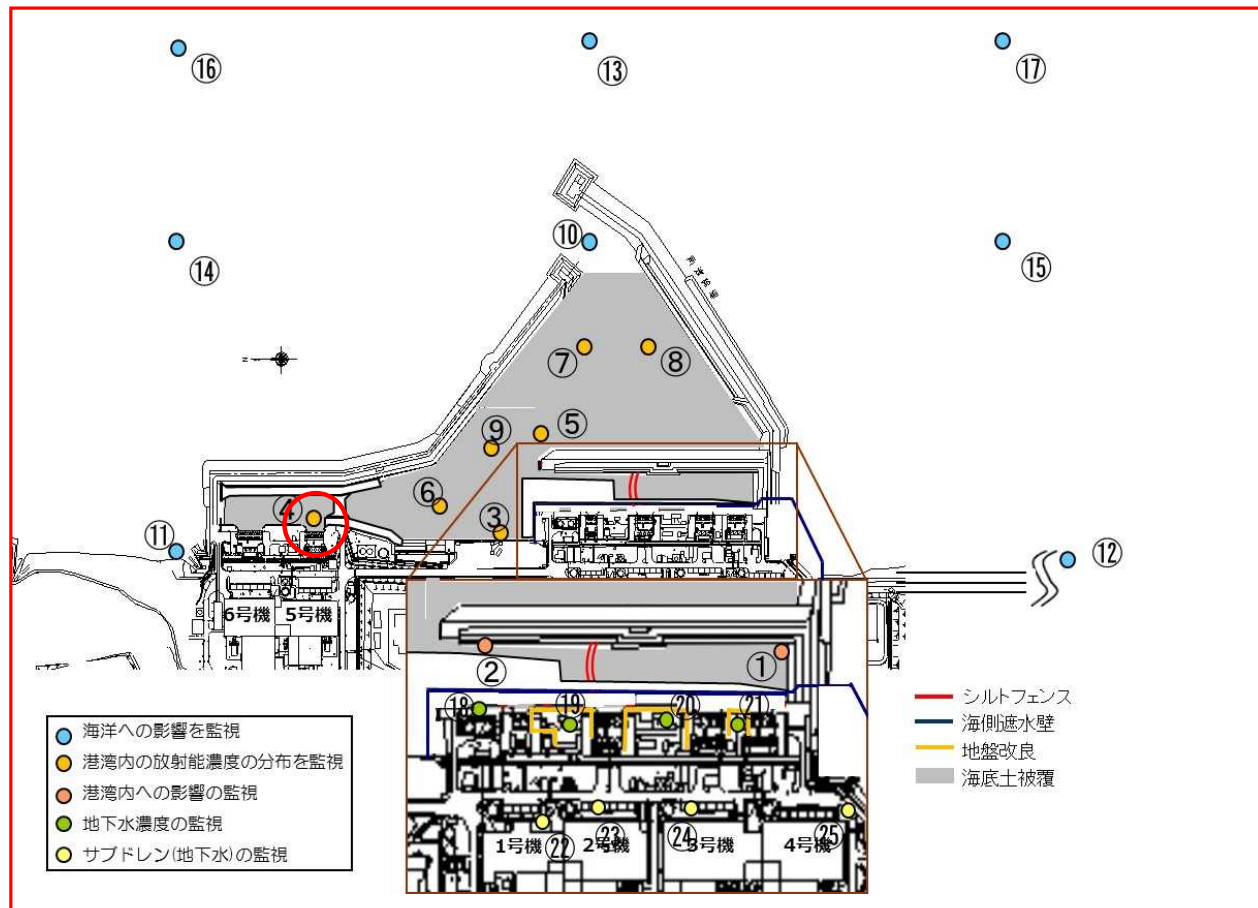 ⑯
⑬
⑰
⑩
⑭
⑮
⑦
⑧
⑤
⑨
④
⑥
③
⑪
⑫
6号機
5号機
②
①
⑱
⑲
⑳
㉑
㉒
㉓
㉔
㉕
1号機
2号機
3号機
4号機
海洋への影響を監視
港湾内の放射能濃度の分布を監視
港湾内への影響の監視
地下水濃度の監視
サブドレン(地下水)の監視
シルトフェンス
海側遮水壁
地盤改良
海底土被覆